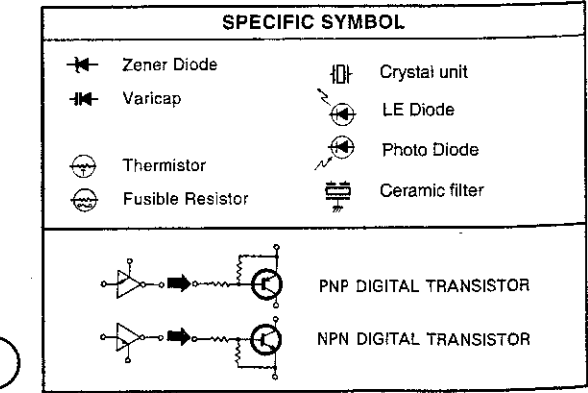 SPECIFIC SYMBOL
Zener Diode
Varicap
Thermistor
Fusible Resistor
Crystal unit
LE Diode
Photo Diode
Ceramic filter
PNP DIGITAL TRANSISTOR
NPN DIGITAL TRANSISTOR